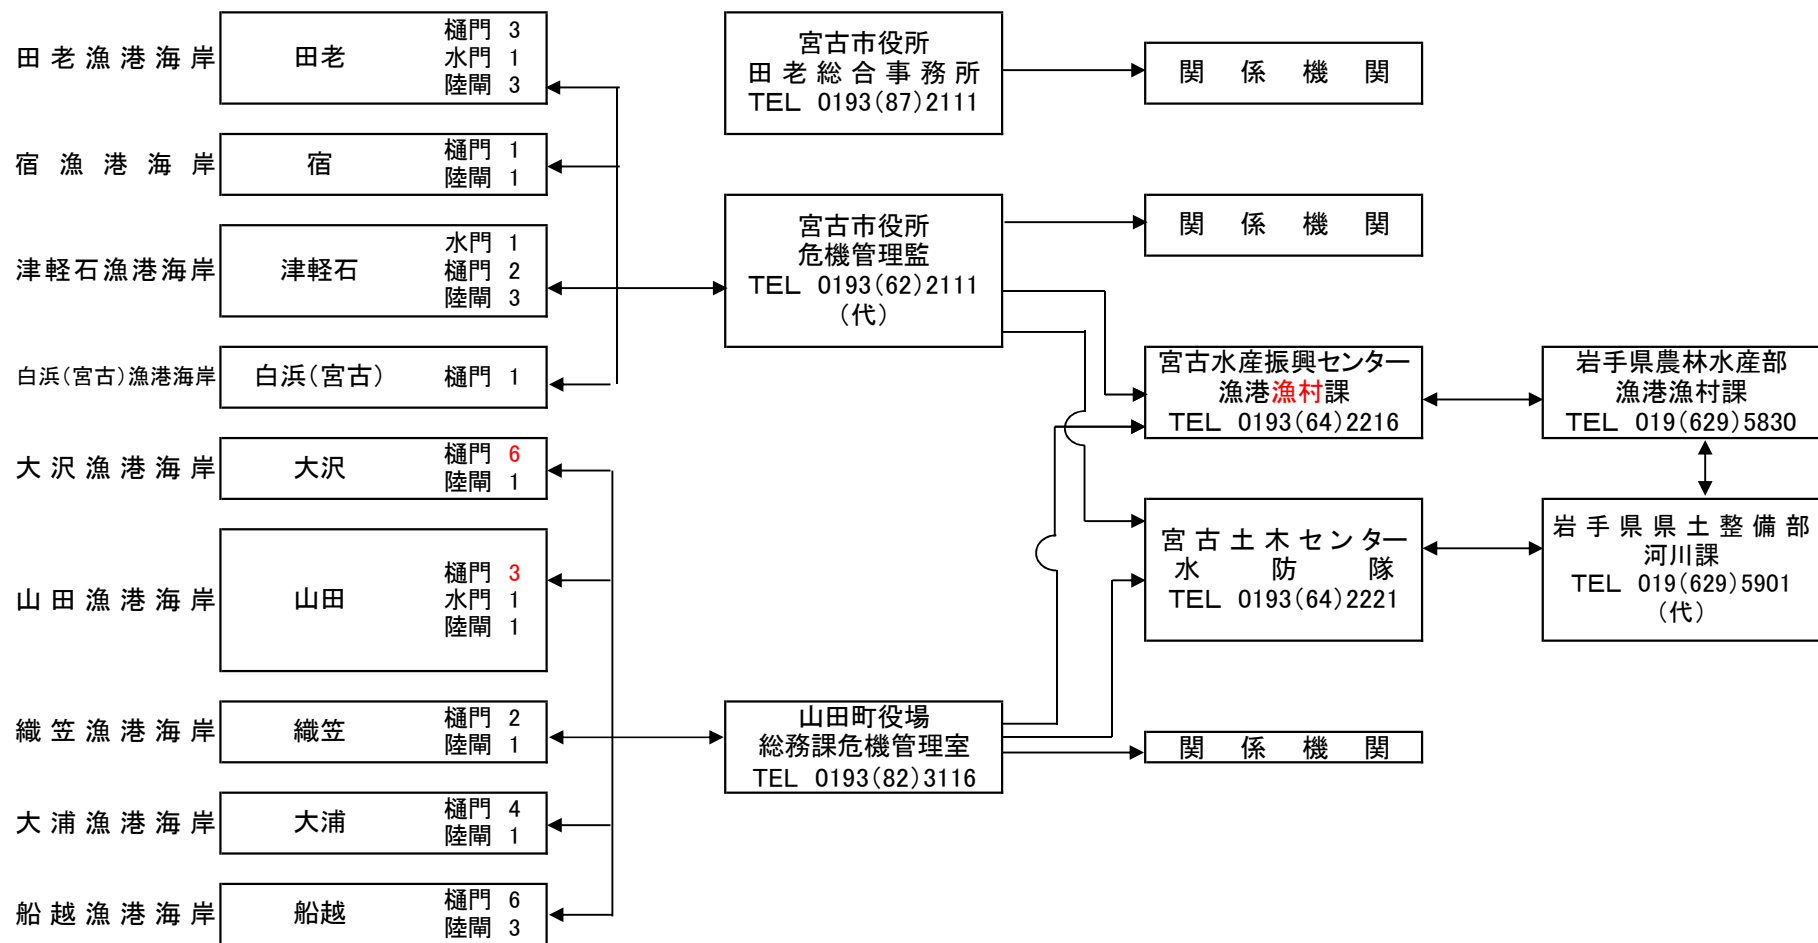 田老漁港海岸
田老
樋門 3
水門 1
陸閘 3
宿漁港海岸
宿
樋門 1
陸閘 1
津軽石漁港海岸
津軽石
水門 1
樋門 2
陸閘 3
白浜(宮古)漁港海岸
白浜(宮古)
樋門 1
大沢漁港海岸
大沢
樋門 6
陸閘 1
山田漁港海岸
山田
樋門 3
水門 1
陸閘 1
織笠漁港海岸
織笠
樋門 2
陸閘 1
大浦漁港海岸
大浦
樋門 4
陸閘 1
船越漁港海岸
船越
樋門 6
陸閘 3
宮古市役所
田老総合事務所
TEL 0193(87)2111
関係機関
宮古市役所
危機管理監
TEL 0193(62)2111
(代)
関係機関
宮古水産振興センター
漁港漁村課
TEL 0193(64)2216
岩手県農林水産部
漁港漁村課
TEL 019(629)5830
宮古土木センター
水防隊
TEL 0193(64)2221
岩手県県土整備部
河川課
TEL 019(629)5901
(代)
山田町役場
総務課危機管理室
TEL 0193(82)3116
関係機関